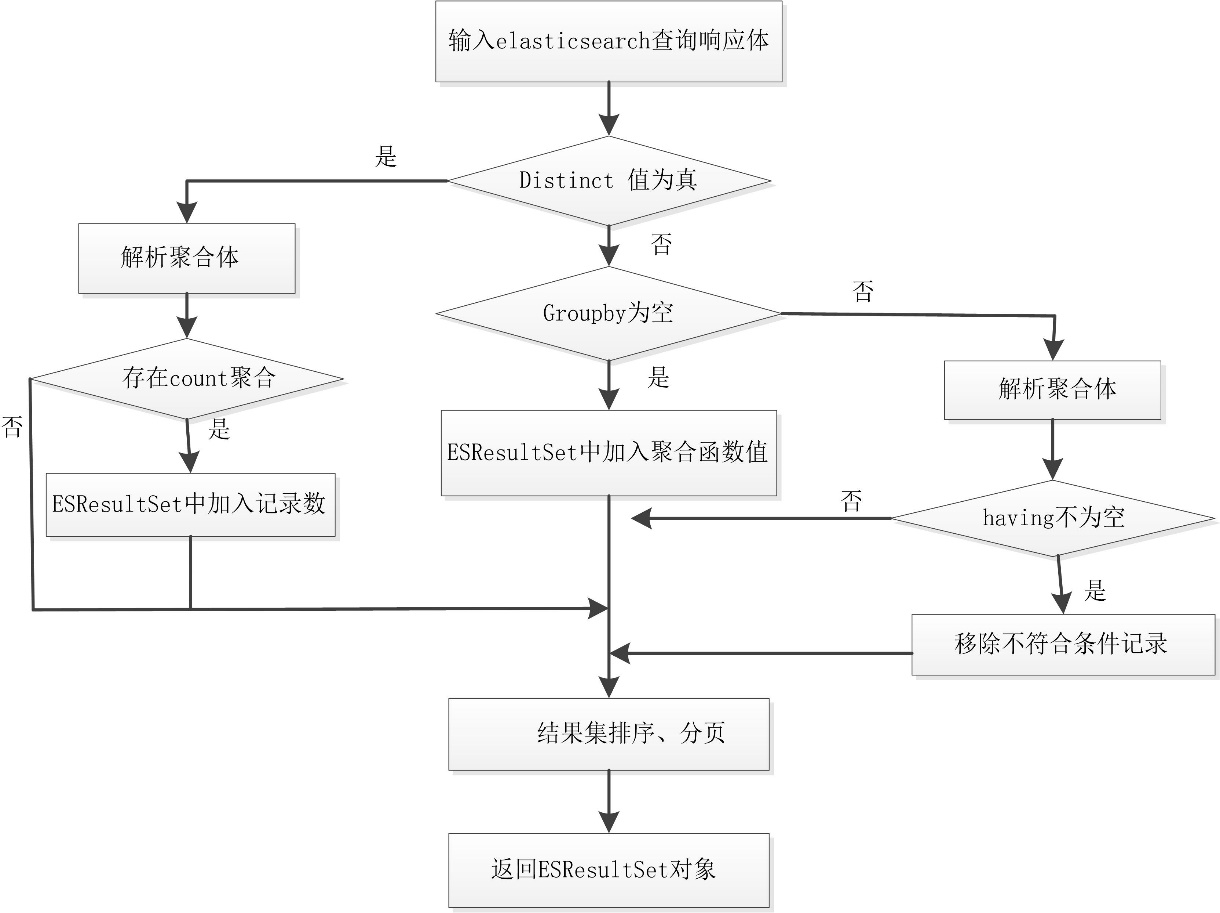 输入elasticsearch查询响应体
是
Distinct 值为真
否
解析聚合体
Groupby为空
否
是
存在count聚合
解析聚合体
否
是
ESResultSet中加入聚合函数值
ESResultSet中加入记录数
否
having不为空
是
移除不符合条件记录
结果集排序、分页
返回ESResultSet对象